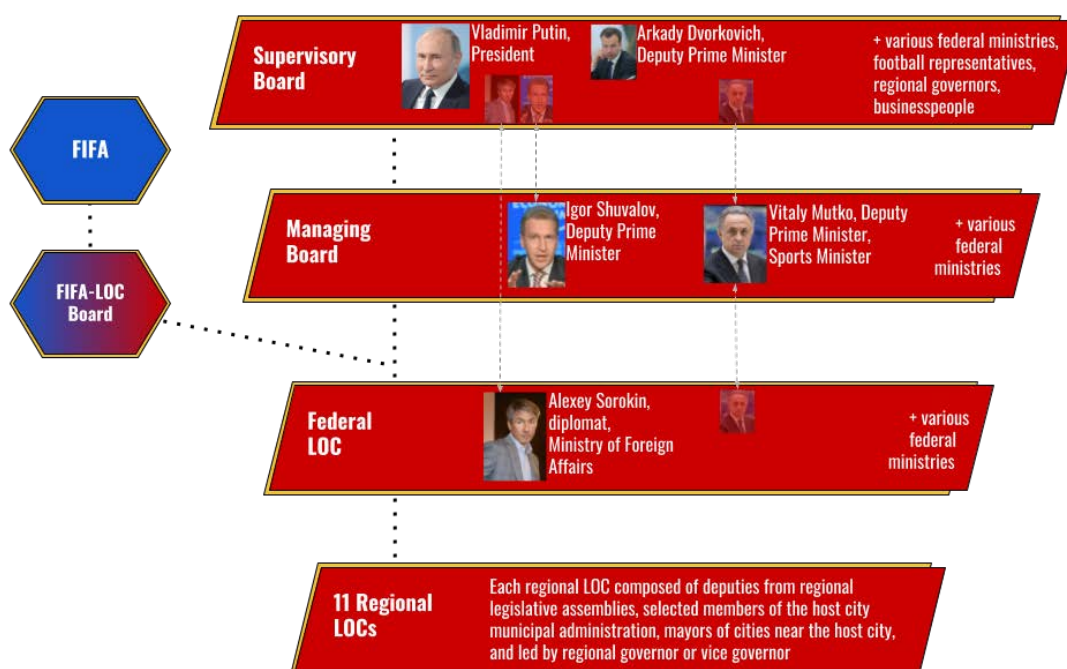 Supervisory
Board
Vladimir Putin,
President
Arkady Dvorkovich,
Deputy Prime Minister
+ various federal ministries,
football representatives,
regional governors,
businesspeople
FIFA
FIFA-LOC
Board
Managing
Board
Igor Shuvalov,
Deputy Prime
Minister
Vitaly Mutko, Deputy
Prime Minister,
Sports Minister
+ various
federal
ministries
Federal
LOC
Alexey Sorokin,
diplomat,
Ministry of Foreign
Affairs
+ various
federal
ministries
11 Regional
LOCs
Each regional LOC composed of deputies from regional
legislative assemblies, selected members of the host city
municipal administration, mayors of cities near the host city,
and led by regional governor or vice governor